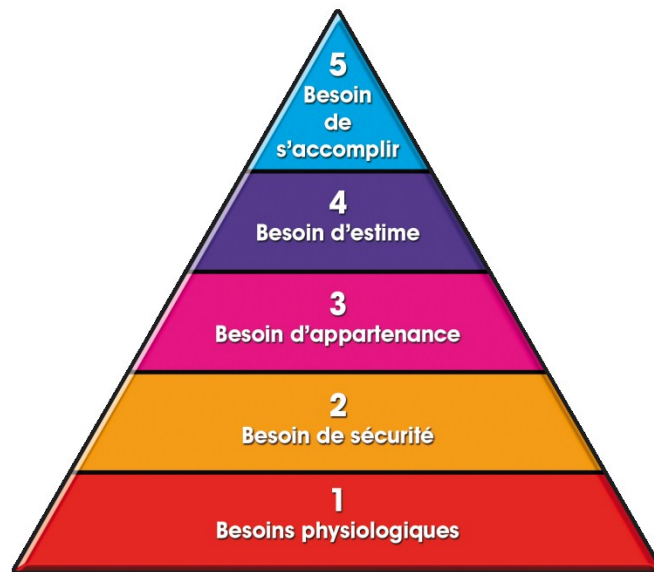 5
Besoin
de
s'accomplir
4
Besoin d'estime
3
Besoin d'appartenance
2
Besoin de sécurité
1
Besoins physiologiques